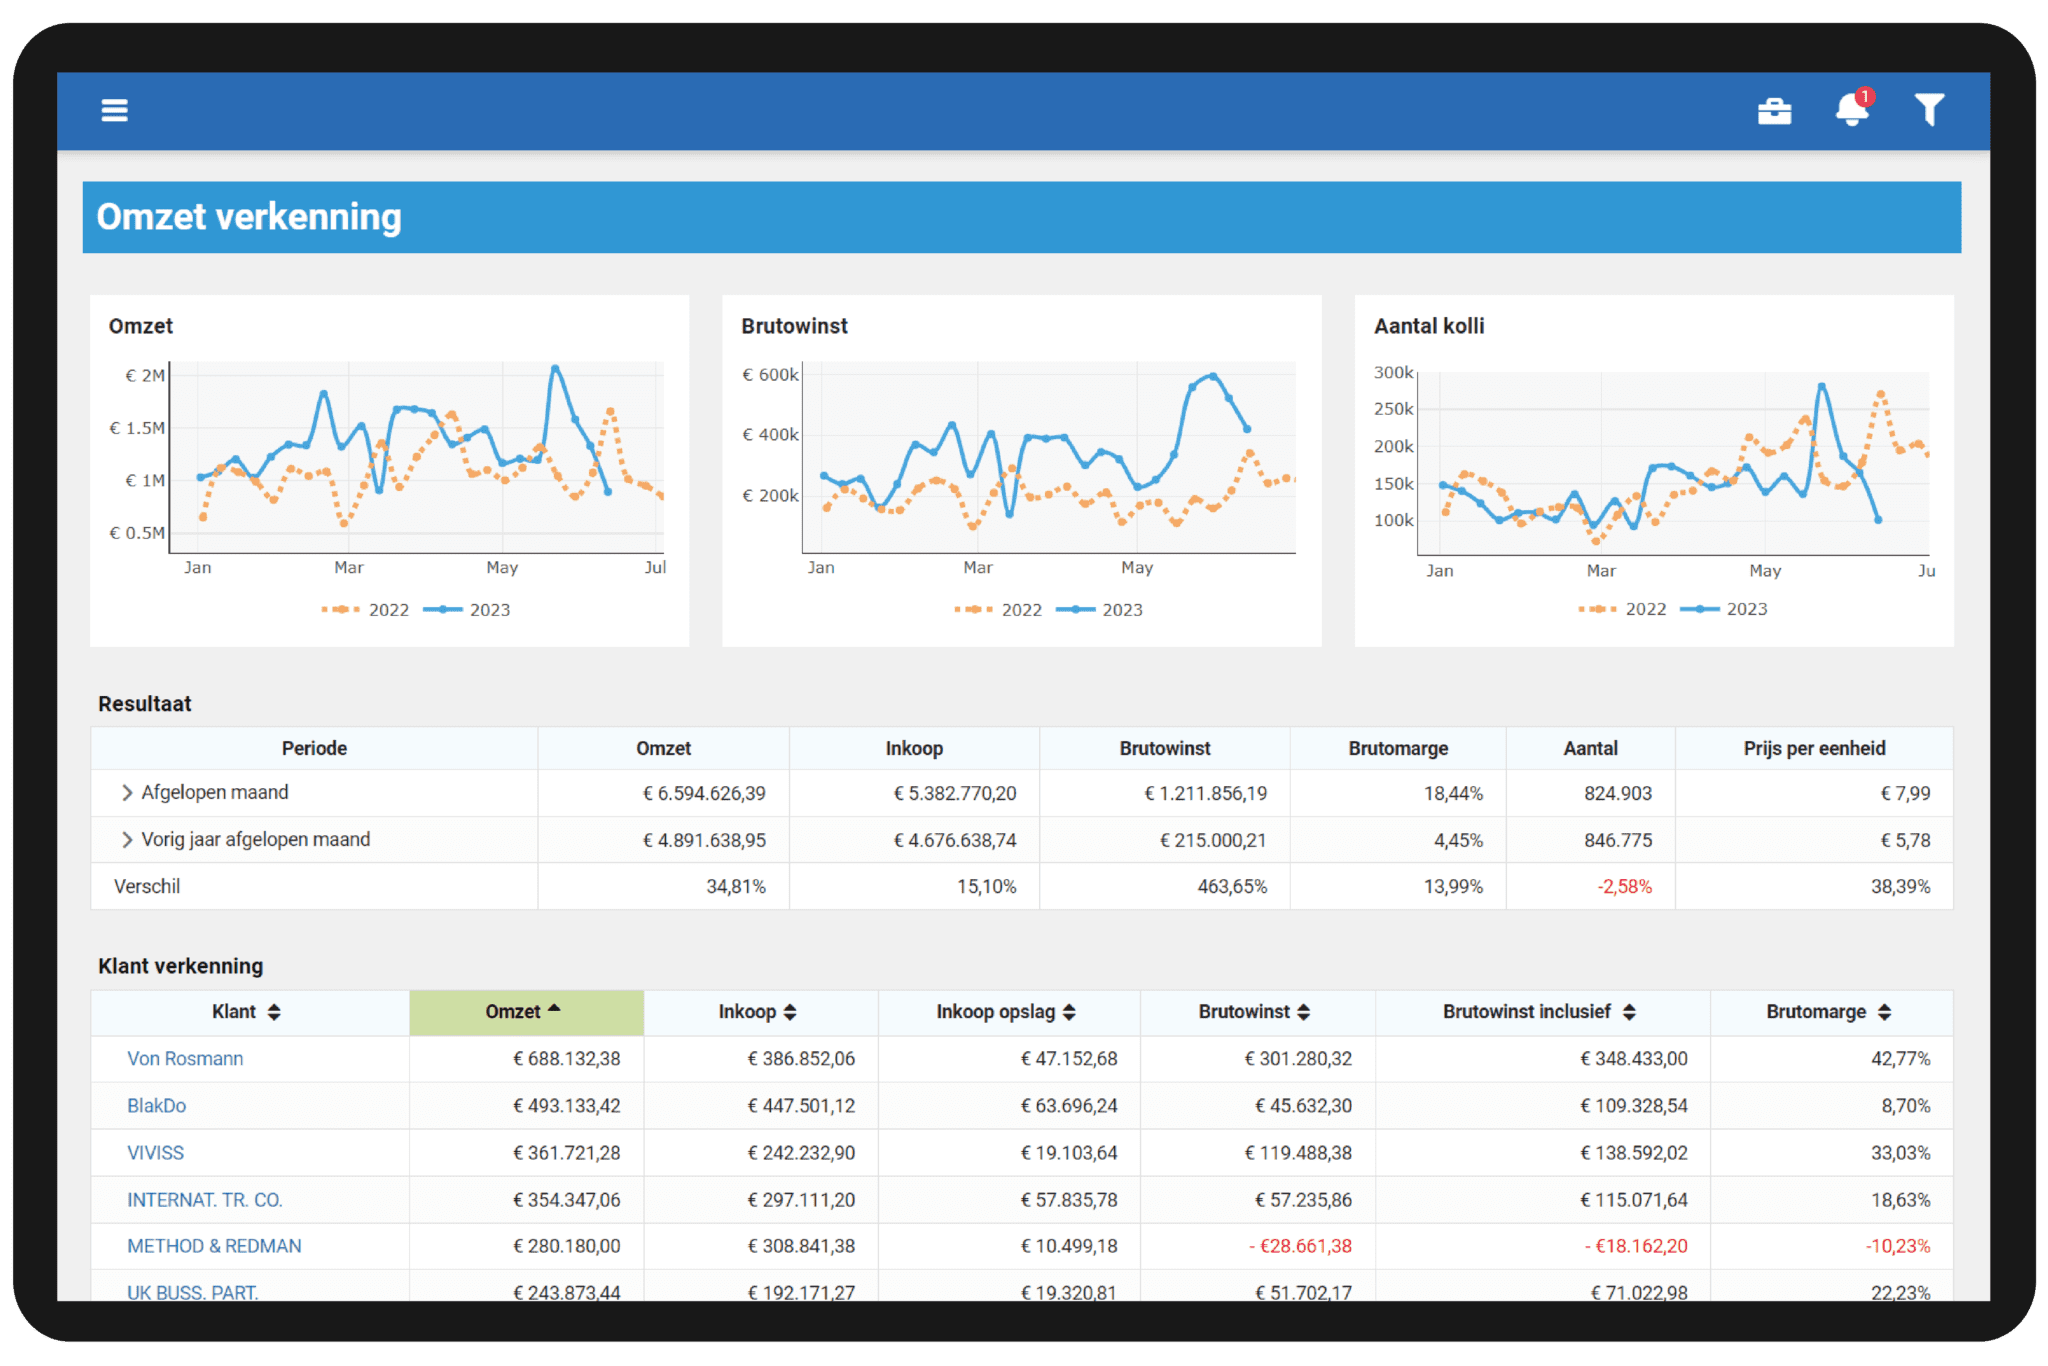 1
Omzet verkenning
Omzet
€ 2M
€ 1.5M
€ 1M
€ 0.5M
Jan Mar May Jul
2022 2023
Brutowinst
€ 600k
€ 400k
€ 200k
Jan Mar May
2022 2023
Aantal kolli
300k
250k
200k
150k
100k
Jan Mar May Ju
2022 2023
Resultaat
Periode Omzet Inkoop Brutowinst Brutomarge Aantal Prijs per eenheid
Afgelopen maand € 6.594.626,39 € 5.382.770,20 € 1.211.856,19 18,44% 824.903 € 7,99
Vorig jaar afgelopen maand € 4.891.638,95 € 4.676.638,74 € 215.000,21 4,45% 846.775 € 5,78
Verschil 34,81% 15,10% 463,65% 13,99% -2,58% 38,39%
Klant verkenning
Klant Omzet Inkoop Inkoop opslag Brutowinst Brutowinst inclusief Brutomarge
Von Rosmann € 688.132,38 € 386.852,06 € 47.152,68 € 301.280,32 € 348.433,00 42,77%
BlakDo € 493.133,42 € 447.501,12 € 63.696,24 € 45.632,30 € 109.328,54 8,70%
VIVISS € 361.721,28 € 242.232,90 € 19.103,64 € 119.488,38 € 138.592,02 33,03%
INTERNAT. TR. CO. € 354.347,06 € 297.111,20 € 57.835,78 € 57.235,86 € 115.071,64 18,63%
METHOD & REDMAN € 280.180,00 € 308.841,38 € 10.499,18 - €28.661,38 - €18.162,20 -10,23%
UK BUSS. PART. € 243.873,44 € 192.171,27 € 19.320,81 € 51.702,17 € 71.022,98 22,23%